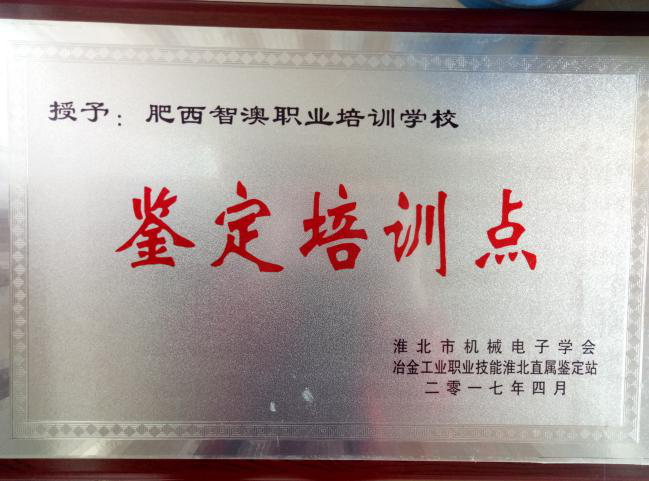 授予：肥西智澳职业培训学校
鉴定培训点
淮北市机械电子学会
冶金工业职业技能淮北直属鉴定站
二零一七年四月